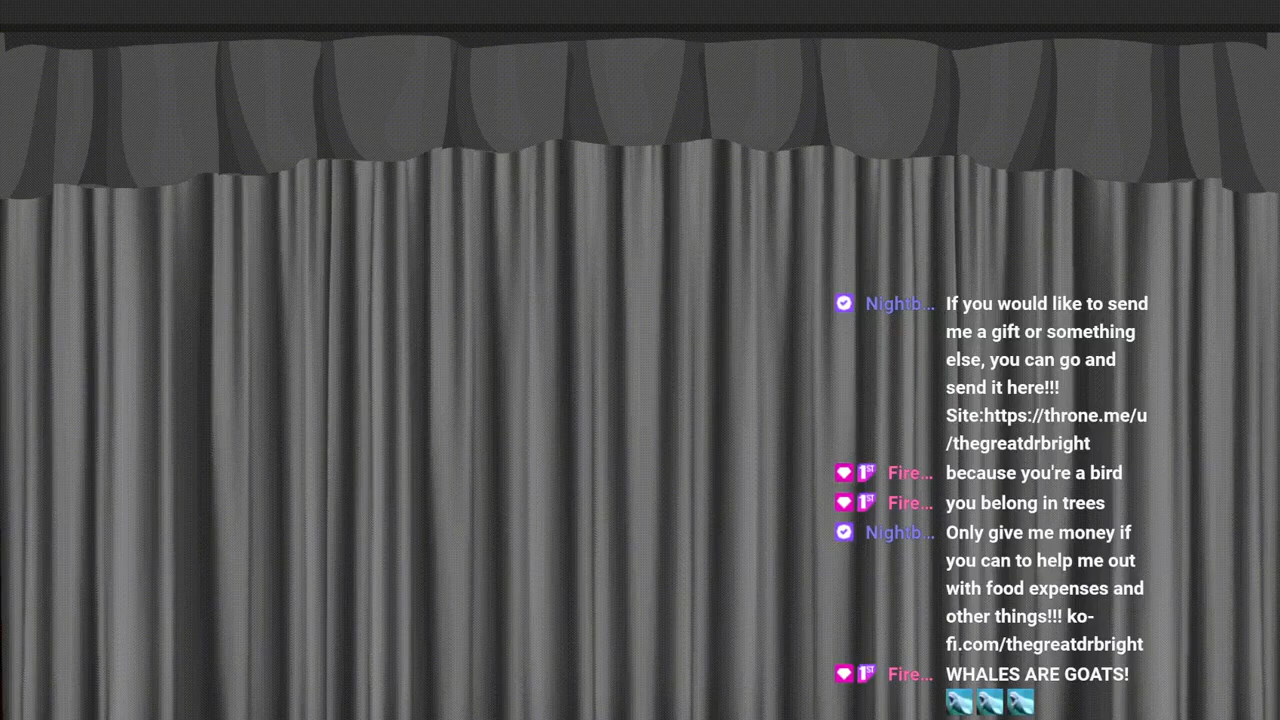 Nightb... If you would like to send
me a gift or something
else, you can go and
send it here!!!
Site:https://throne.me/u
/thegreatdrbright
1ST Fire... because you're a bird
1ST Fire... you belong in trees
Nightb... Only give me money if
you can to help me out
with food expenses and
other things!!! ko-
fi.com/thegreatdrbright
1ST Fire... WHALES ARE GOATS!